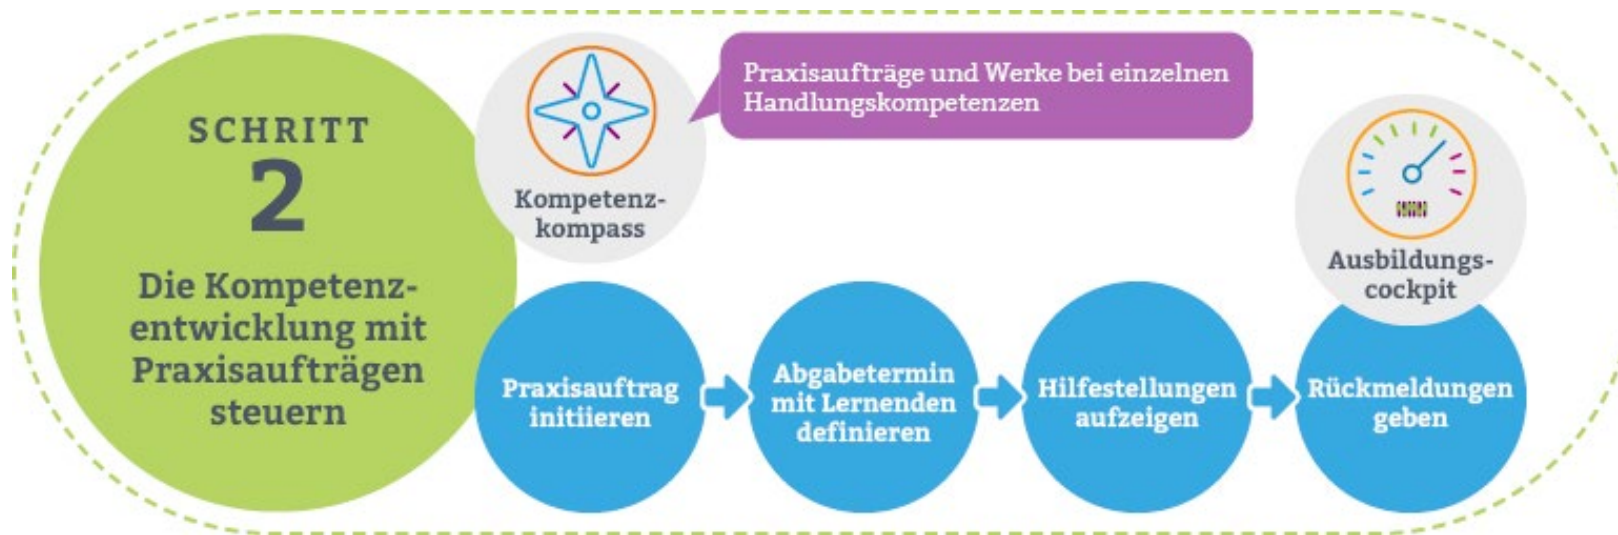 SCHRITT
2
Die Kompetenz-
entwicklung mit
Praxisaufträgen
steuern
Kompetenz-
kompass
Praxisaufträge und Werke bei einzelnen
Handlungskompetenzen
Ausbildungs-
cockpit
Praxisauftrag
initiieren
Abgabetermin
mit Lernenden
definieren
Hilfestellungen
aufzeigen
Rückmeldungen
geben